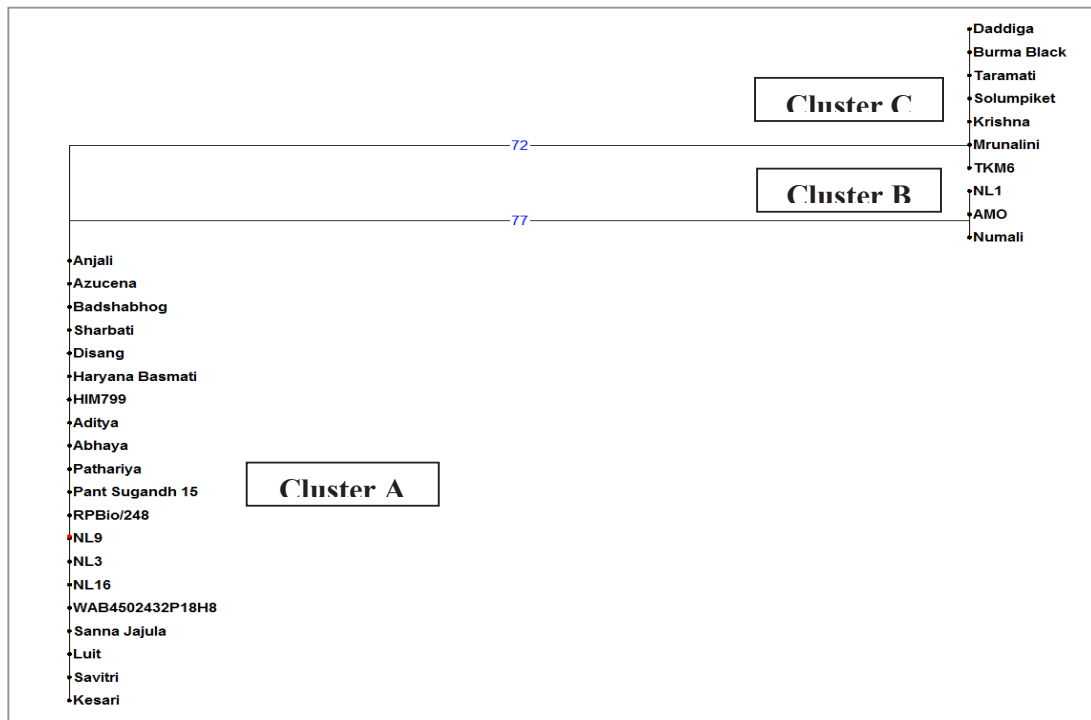 Daddiga
Burma Black
Taramati
Cluster C
Solumpiket
Krishna
72
Mrunalini
TKM6
Cluster B
NL1
AMO
77
Numali
Anjali
Azucena
Badshabhog
Sharbati
Disang
Haryana Basmati
HIM799
Aditya
Abhaya
Pathariya
Cluster A
Pant Sugandh 15
RPBio/248
NL9
NL3
NL16
WAB4502432P18H8
Sanna Jajula
Luit
Savitri
Kesari